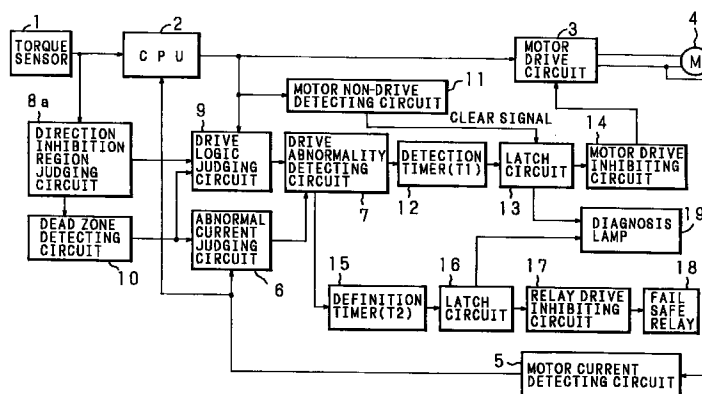 1
TORQUE
SENSOR
2
CPU
3
MOTOR
DRIVE
CIRCUIT
4
M
8a
DIRECTION
INHIBITION
REGION
JUDGING
CIRCUIT
9
DRIVE
LOGIC
JUDGING
CIRCUIT
MOTOR NON-DRIVE
DETECTING CIRCUIT
11
CLEAR SIGNAL
DRIVE
ABNORMALITY
DETECTING
CIRCUIT
7
DETECTION
TIMER(T1)
12
LATCH
CIRCUIT
13
14
MOTOR DRIVE
INHIBITING
CIRCUIT
DEAD ZONE
DETECTING
CIRCUIT
10
ABNORMAL
CURRENT
JUDGING
CIRCUIT
6
DIAGNOSIS
LAMP
19
15
DEFINITION
TIMER(T2)
16
LATCH
CIRCUIT
17
RELAY DRIVE
INHIBITING
CIRCUIT
18
FAIL
SAFE
RELAY
5
MOTOR CURRENT
DETECTING CIRCUIT